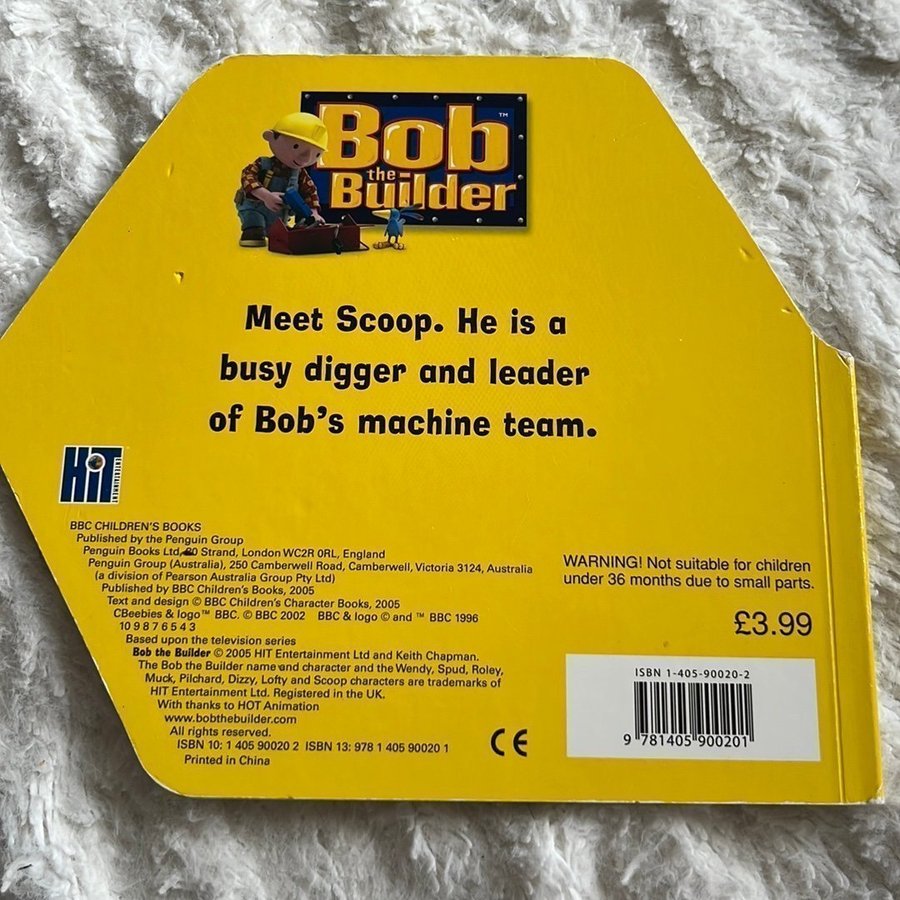 Bob™
the
Builder
Meet Scoop. He is a
busy digger and leader
of Bob's machine team.
HiT
ENTERTAINMENT
BBC CHILDREN'S BOOKS
Published by the Penguin Group
Penguin Books Ltd, 80 Strand, London WC2R 0RL, England
Penguin Group (Australia), 250 Camberwell Road, Camberwell, Victoria 3124, Australia
(a division of Pearson Australia Group Pty Ltd)
Published by BBC Children's Books, 2005
Text and design © BBC Children's Character Books, 2005
CBeebies & logo™ BBC. © BBC 2002 BBC & logo © and ™ BBC 1996
10 9 8 7 6 5 4 3
Based upon the television series
Bob the Builder © 2005 HIT Entertainment Ltd and Keith Chapman.
The Bob the Builder name and character and the Wendy, Spud, Roley,
Muck, Pilchard, Dizzy, Lofty and Scoop characters are trademarks of
HIT Entertainment Ltd. Registered in the UK.
With thanks to HOT Animation
www.bobthebuilder.com
All rights reserved.
ISBN 10: 1 405 90020 2 ISBN 13: 978 1 405 90020 1
Printed in China
CE
WARNING! Not suitable for children
under 36 months due to small parts.
£3.99
ISBN 1-405-90020-2
9 781405 900201